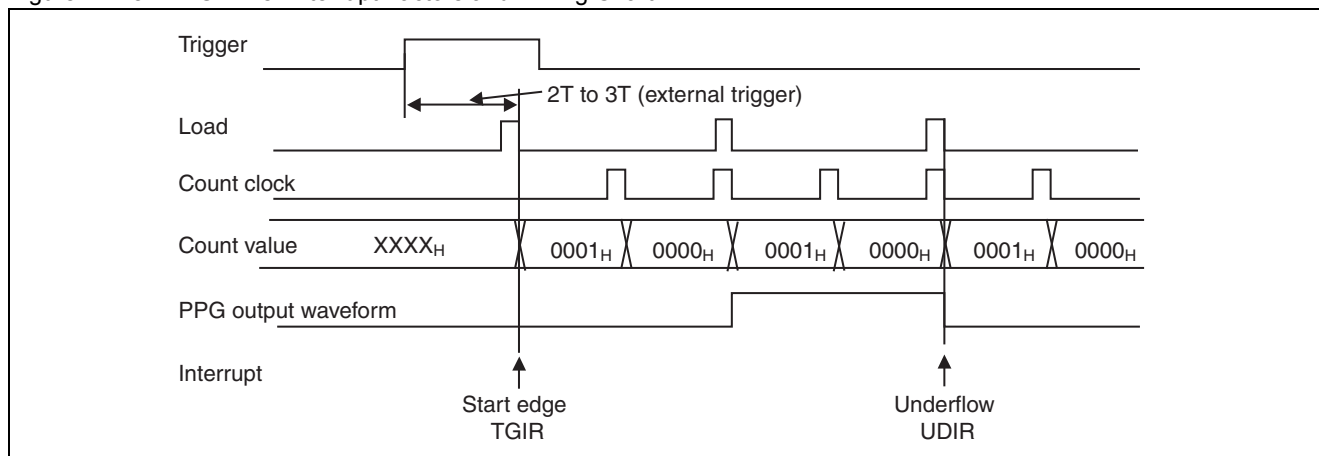 Trigger
2T to 3T (external trigger)
Load
Count clock
Count value XXXXH 0001H 0000H 0001H 0000H 0001H 0000H
PPG output waveform
Interrupt
Start edge Underflow
TGIR UDIR